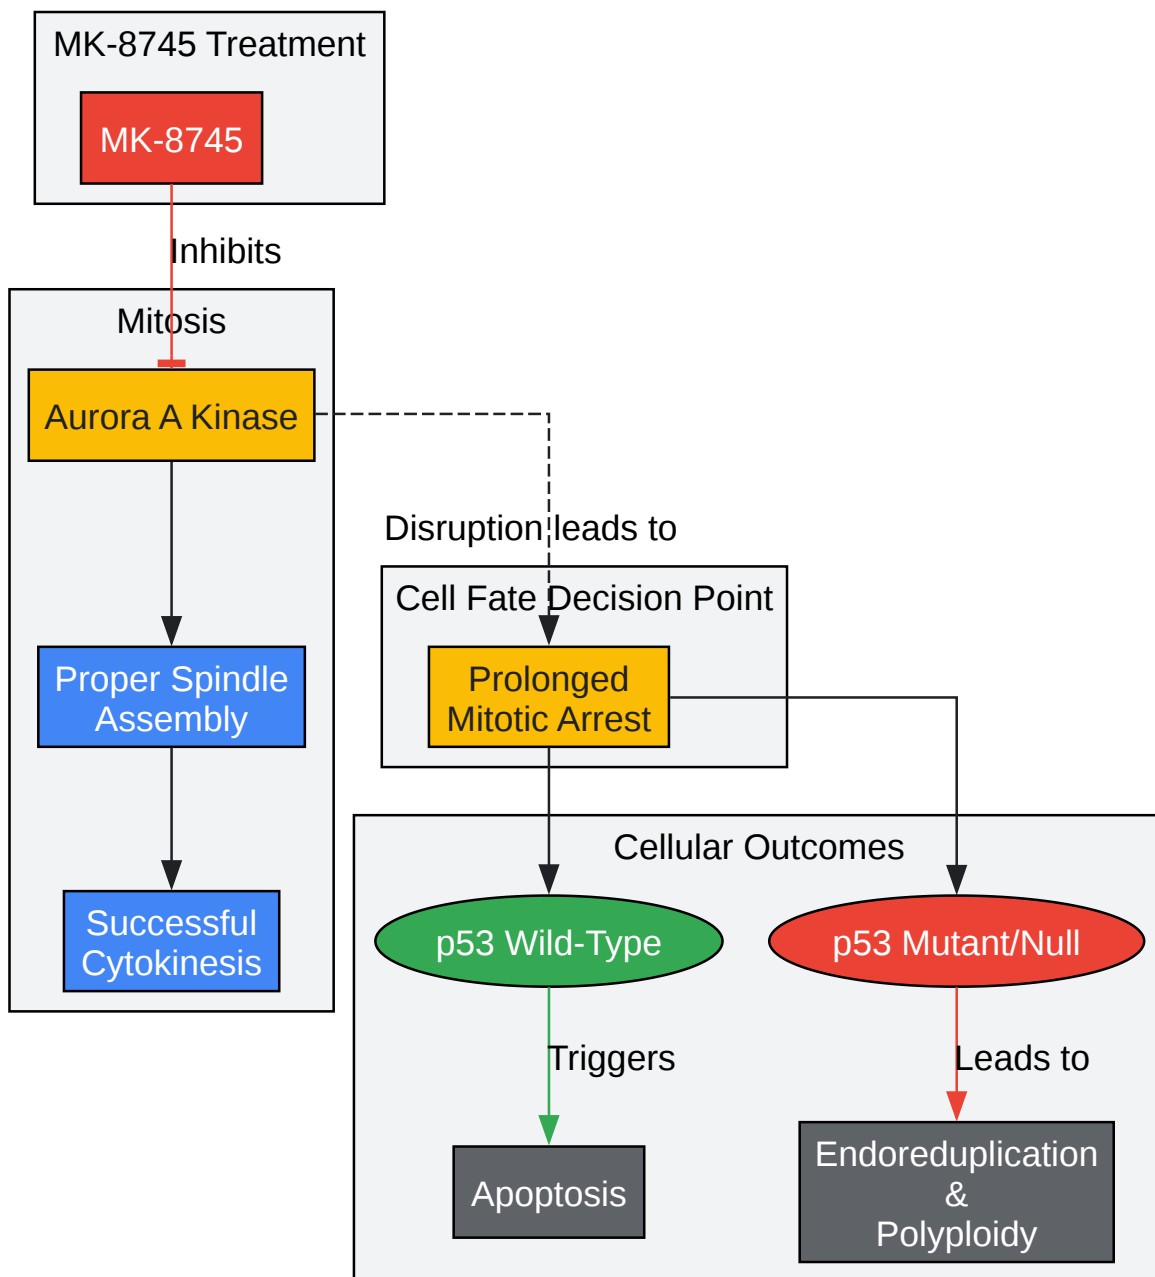 MK-8745 Treatment
MK-8745
Inhibits
Mitosis
Aurora A Kinase
Disruption leads to
Cell Fate Decision Point
Proper Spindle
Assembly
Prolonged
Mitotic Arrest
Cellular Outcomes
Successful
Cytokinesis
p53 Wild-Type
p53 Mutant/Null
Triggers
Leads to
Apoptosis
Endoreduplication
&
Polyploidy